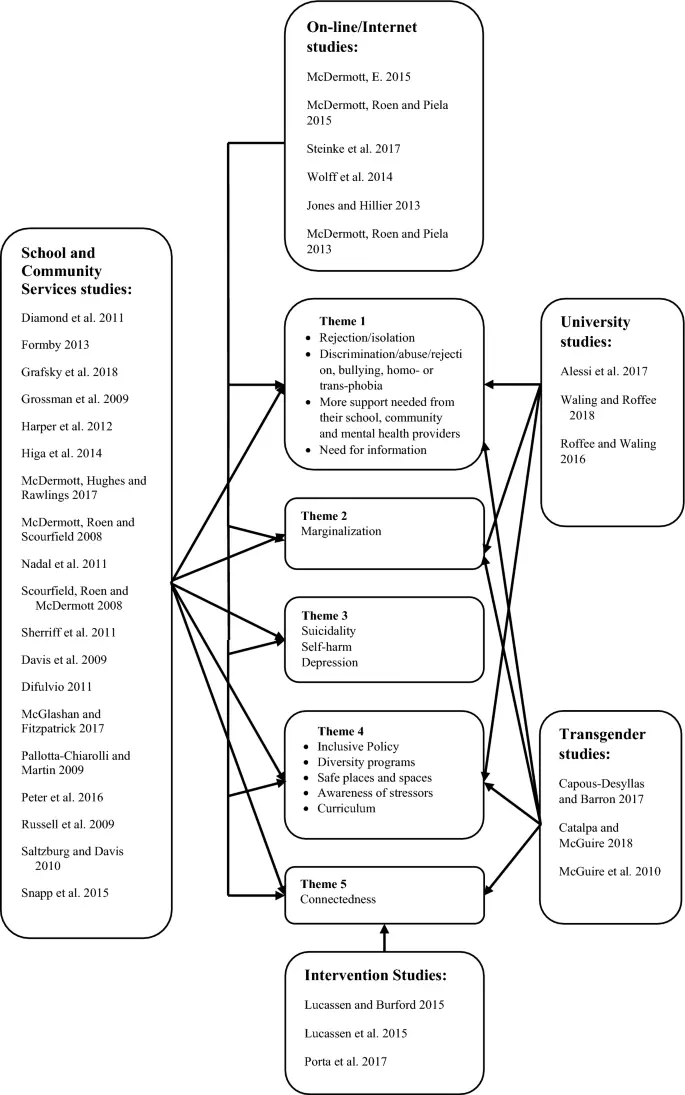 On-line/Internet
studies:
McDermott, E. 2015
McDermott, Roen and Piela
2015
Steinke et al. 2017
Wolff et al. 2014
Jones and Hillier 2013
McDermott, Roen and Piela
2013
School and
Community
Services studies:
Diamond et al. 2011
Formby 2013
Grafsky et al. 2018
Grossman et al. 2009
Harper et al. 2012
Higa et al. 2014
McDermott, Hughes and
Rawlings 2017
McDermott, Roen and
Scourfield 2008
Nadal et al. 2011
Scourfield, Roen and
McDermott 2008
Sherriff et al. 2011
Davis et al. 2009
Difulvio 2011
McGlashan and
Fitzpatrick 2017
Pallotta-Chiarolli and
Martin 2009
Peter et al. 2016
Russell et al. 2009
Saltzburg and Davis
2010
Snapp et al. 2015
Theme 1
• Rejection/isolation
• Discrimination/abuse/rejecti
on, bullying, homo- or
trans-phobia
• More support needed from
their school, community
and mental health providers
• Need for information
Theme 2
Marginalization
Theme 3
Suicidality
Self-harm
Depression
Theme 4
• Inclusive Policy
• Diversity programs
• Safe places and spaces
• Awareness of stressors
• Curriculum
Theme 5
Connectedness
University
studies:
Alessi et al. 2017
Waling and Roffee
2018
Roffee and Waling
2016
Transgender
studies:
Capous-Desyllas
and Barron 2017
Catalpa and
McGuire 2018
McGuire et al. 2010
Intervention Studies:
Lucassen and Burford 2015
Lucassen et al. 2015
Porta et al. 2017